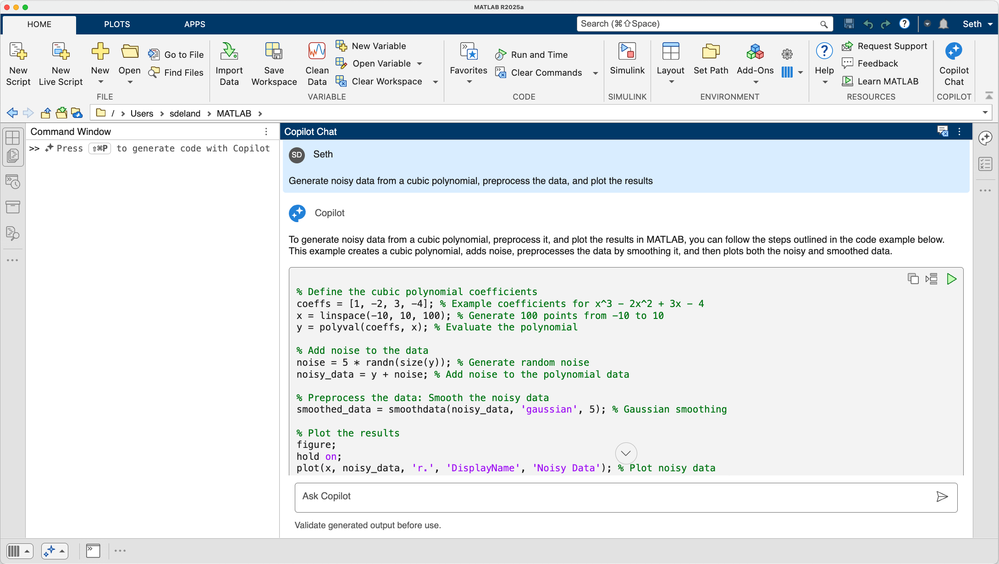 MATLAB R2025a
HOME
PLOTS
APPS
Search (⌘⇧Space)
?
Seth
New Script
New Live Script
New
Open
Go to File
Find Files
FILE
Import Data
Save Workspace
Clean Data
New Variable
Open Variable
Clear Workspace
VARIABLE
Favorites
Run and Time
Clear Commands
CODE
Simulink
SIMULINK
Layout
Set Path
Add-Ons
ENVIRONMENT
?
Help
Request Support
Feedback
Learn MATLAB
RESOURCES
Copilot Chat
COPILOT
/ > Users > sdeland > MATLAB >
Command Window
>> Press ⇧⌘P to generate code with Copilot
Copilot Chat
SD Seth
Generate noisy data from a cubic polynomial, preprocess the data, and plot the results
Copilot
To generate noisy data from a cubic polynomial, preprocess it, and plot the results in MATLAB, you can follow the steps outlined in the code example below.
This example creates a cubic polynomial, adds noise, preprocesses the data by smoothing it, and then plots both the noisy and smoothed data.
% Define the cubic polynomial coefficients
coeffs = [1, -2, 3, -4]; % Example coefficients for x^3 - 2x^2 + 3x - 4
x = linspace(-10, 10, 100); % Generate 100 points from -10 to 10
y = polyval(coeffs, x); % Evaluate the polynomial
% Add noise to the data
noise = 5 * randn(size(y)); % Generate random noise
noisy_data = y + noise; % Add noise to the polynomial data
% Preprocess the data: Smooth the noisy data
smoothed_data = smoothdata(noisy_data, 'gaussian', 5); % Gaussian smoothing
% Plot the results
figure;
hold on;
plot(x, noisy_data, 'r.', 'DisplayName', 'Noisy Data'); % Plot noisy data
Ask Copilot
Validate generated output before use.